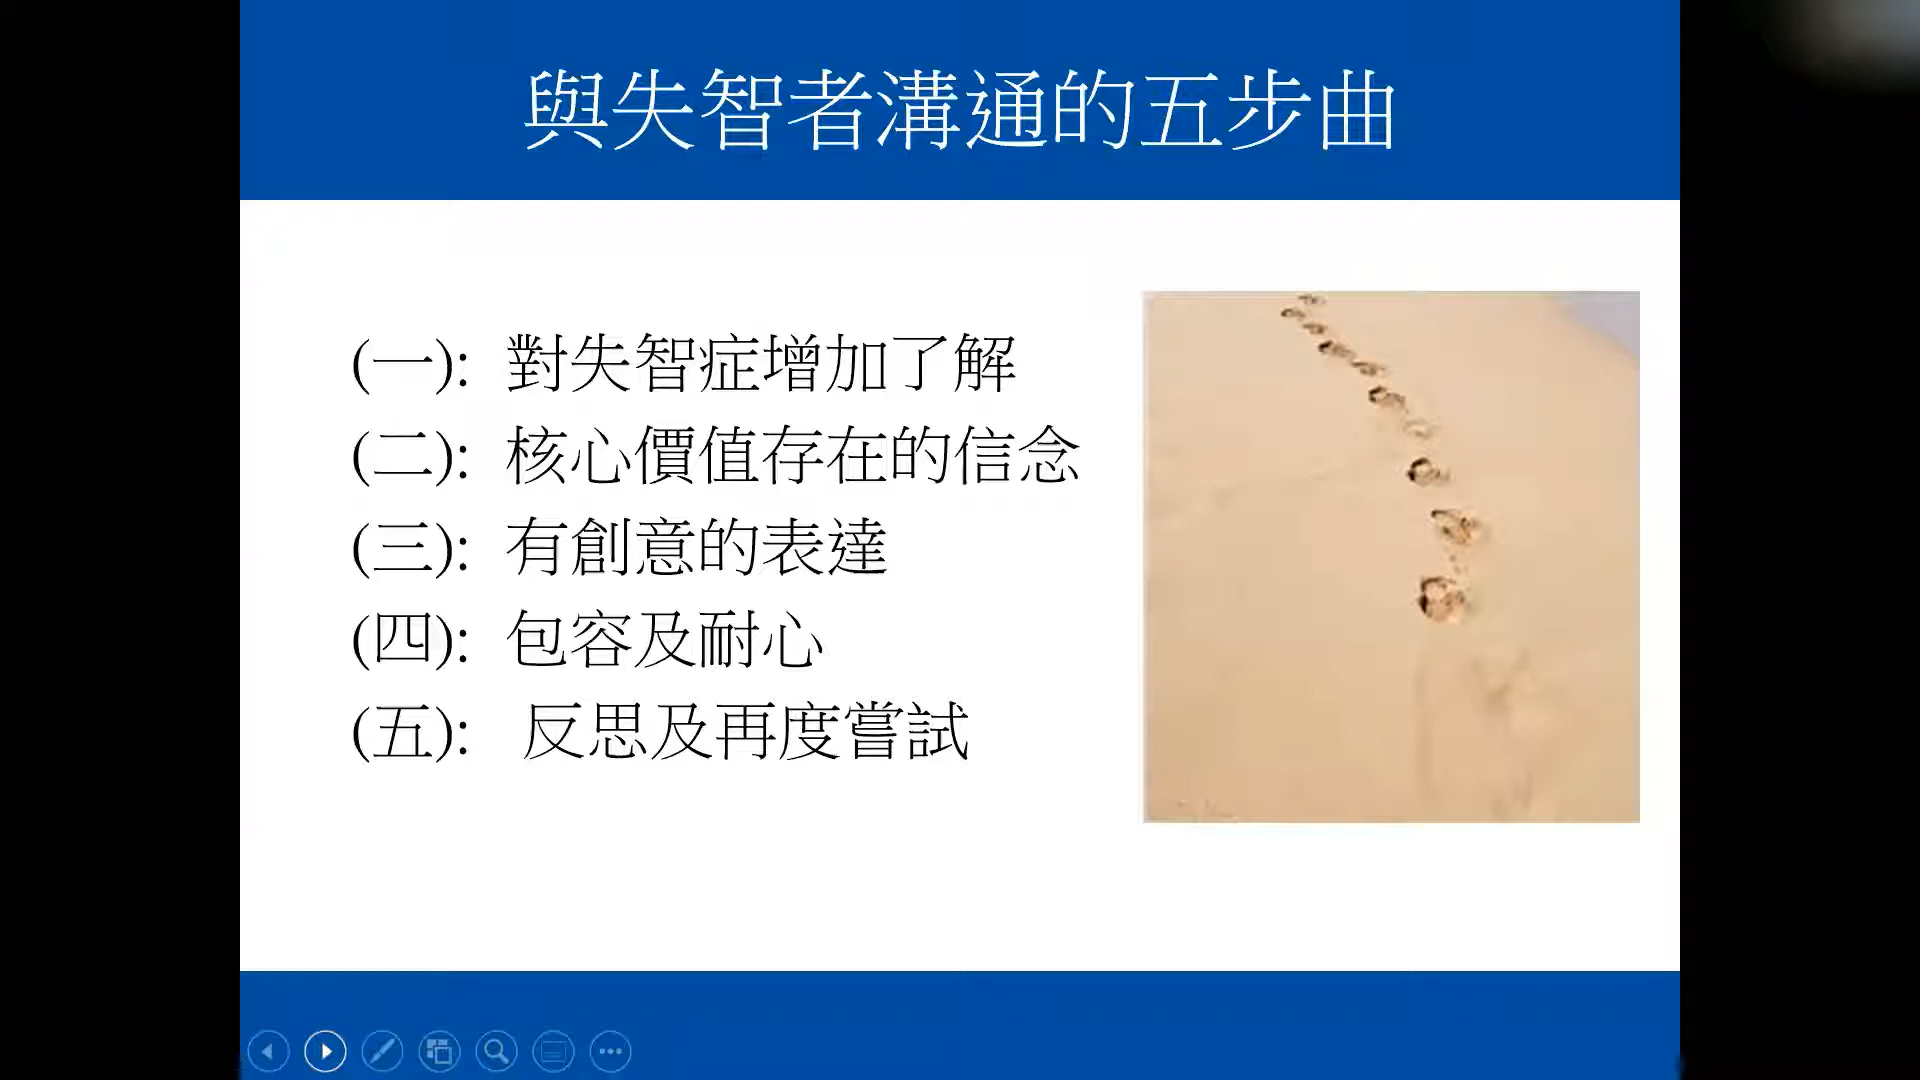 與失智者溝通的五步曲
(一): 對失智症增加了解
(二): 核心價值存在的信念
(三): 有創意的表達
(四): 包容及耐心
(五): 反思及再度嘗試